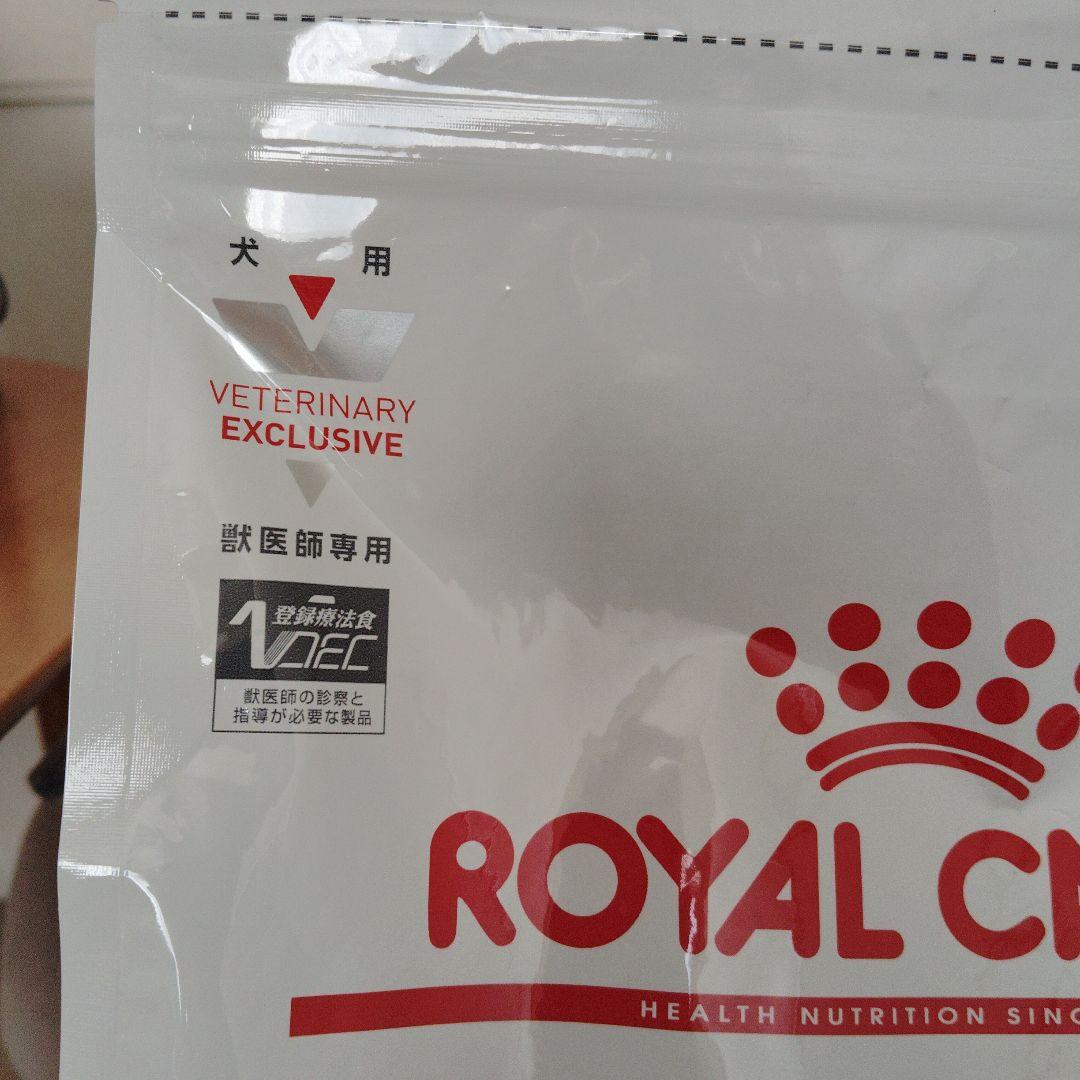 犬 用
VETERINARY
EXCLUSIVE
獣医師専用
登録療法食
VDEC
獣医師の診察と
指導が必要な製品
ROYAL C
HEALTH NUTRITION SINC